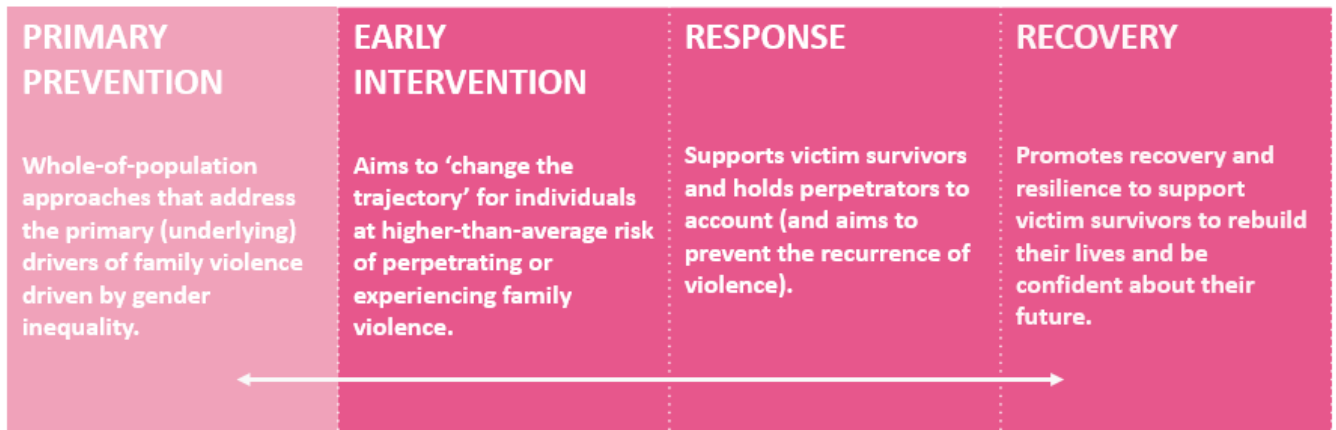 PRIMARY
PREVENTION
Whole-of-population
approaches that address
the primary (underlying)
drivers of family violence
driven by gender
inequality.
EARLY
INTERVENTION
Aims to ‘change the
trajectory’ for individuals
at higher-than-average risk
of perpetrating or
experiencing family
violence.
RESPONSE
Supports victim survivors
and holds perpetrators to
account (and aims to
prevent the recurrence of
violence).
RECOVERY
Promotes recovery and
resilience to support
victim survivors to rebuild
their lives and be
confident about their
future.